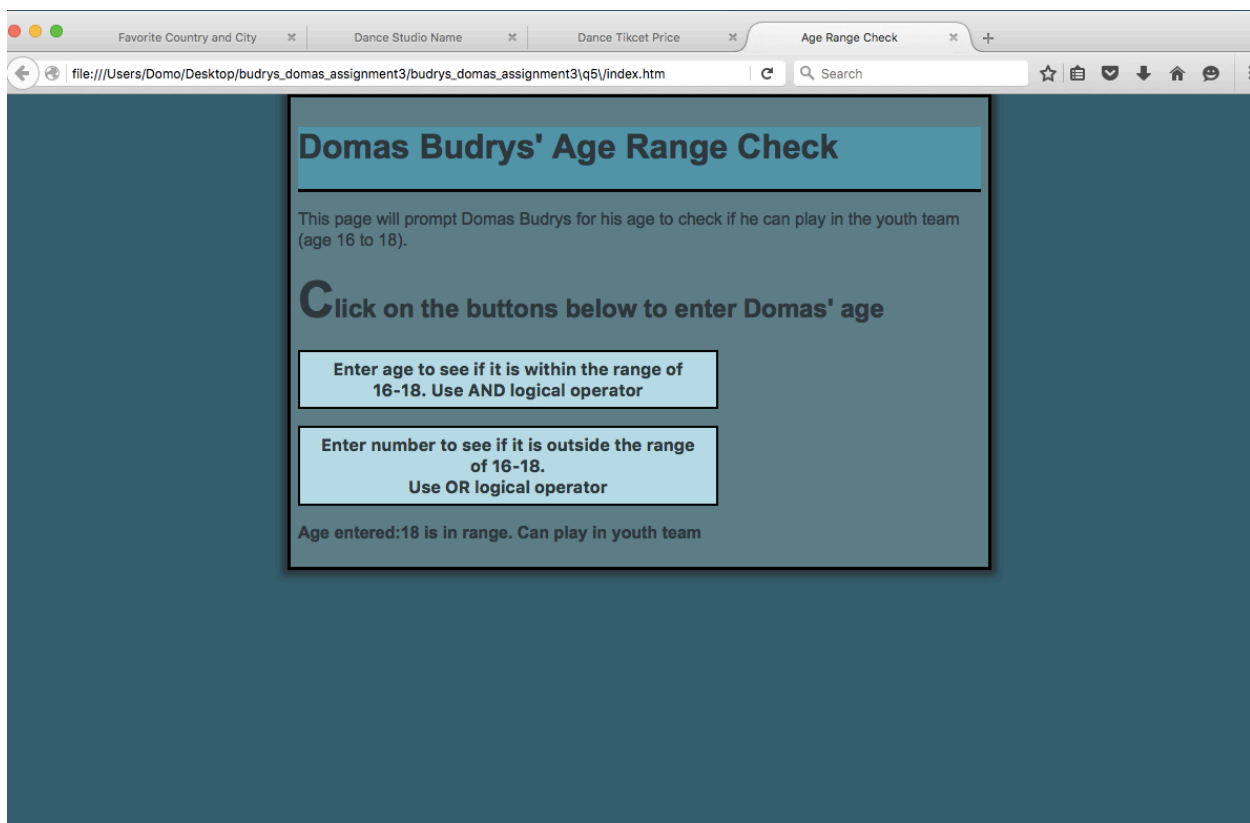 Favorite Country and City
Dance Studio Name
Dance Tikcet Price
Age Range Check
file:///Users/Domo/Desktop/budrys_domas_assignment3/budrys_domas_assignment3\q5\/index.htm
Search
Domas Budrys' Age Range Check
This page will prompt Domas Budrys for his age to check if he can play in the youth team
(age 16 to 18).
Click on the buttons below to enter Domas' age
Enter age to see if it is within the range of
16-18. Use AND logical operator
Enter number to see if it is outside the range
of 16-18.
Use OR logical operator
Age entered:18 is in range. Can play in youth team